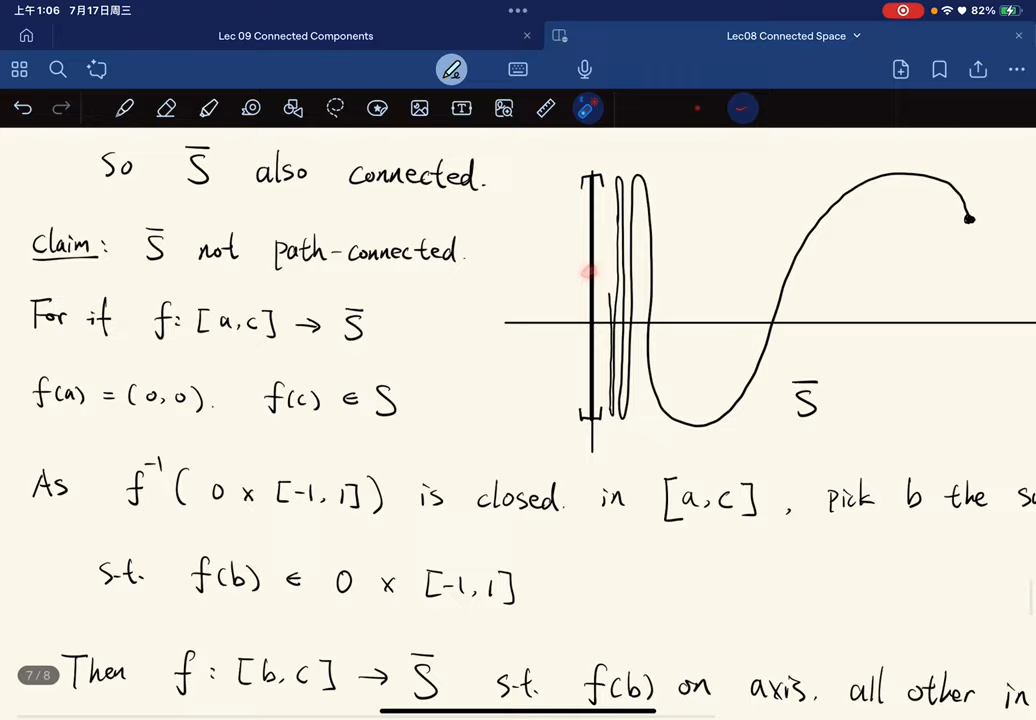 上午1:06 7月17日周三
82%
Lec 09 Connected Components
Lec08 Connected Space
So S̅ also connected.
Claim: S̅ not path-connected.
For if f: [a,c] → S̅
f(a) = (0,0). f(c) ∈ S
S̅
As f⁻¹( 0 × [-1, 1]) is closed. in [a,c], pick b the
s.t. f(b) ∈ 0 × [-1, 1]
7 / 8
Then f : [b, c] → S̅ s.t. f(b) on axis. all other in